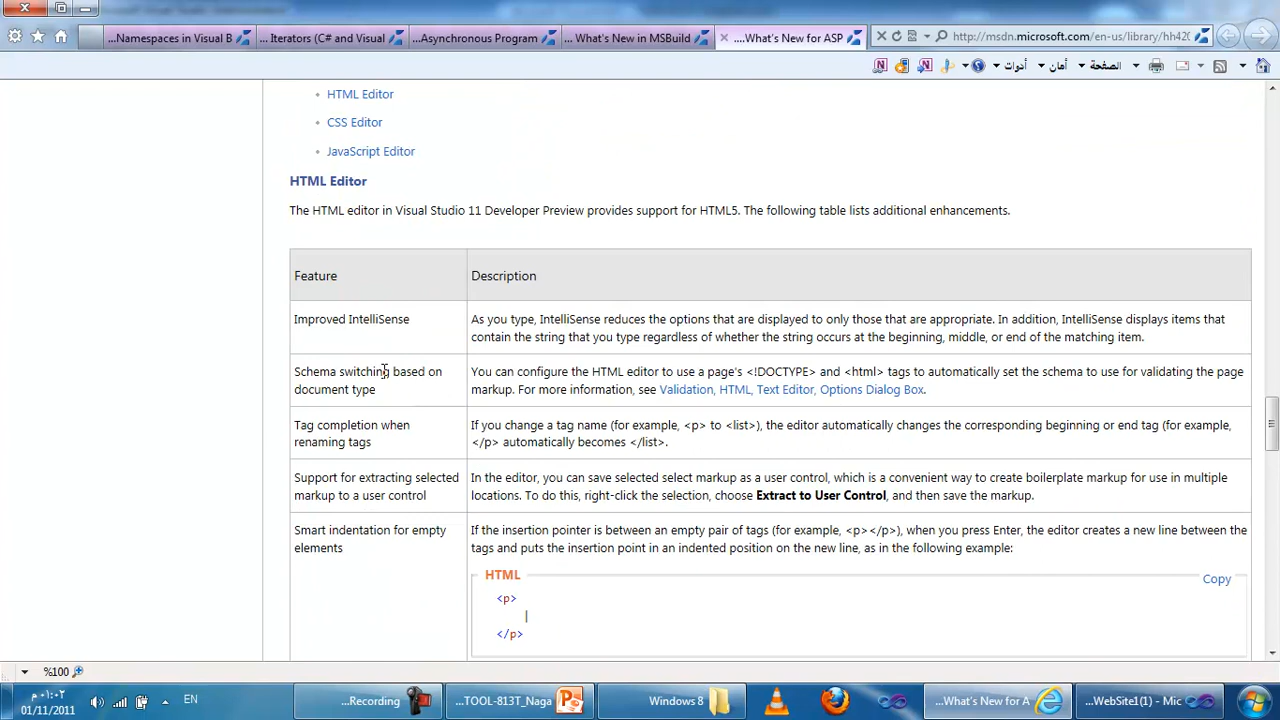 ...Namespaces in Visual B
... Iterators (C# and Visual
...Asynchronous Program
... What's New in MSBuild
....What's New for ASP
http://msdn.microsoft.com/en-us/library/hh420
أدوات
أمان
الصفحة
HTML Editor
CSS Editor
JavaScript Editor
HTML Editor
The HTML editor in Visual Studio 11 Developer Preview provides support for HTML5. The following table lists additional enhancements.
Feature
Description
Improved IntelliSense
As you type, IntelliSense reduces the options that are displayed to only those that are appropriate. In addition, IntelliSense displays items that
contain the string that you type regardless of whether the string occurs at the beginning, middle, or end of the matching item.
Schema switching based on
document type
You can configure the HTML editor to use a page's <!DOCTYPE> and <html> tags to automatically set the schema to use for validating the page
markup. For more information, see Validation, HTML, Text Editor, Options Dialog Box.
Tag completion when
renaming tags
If you change a tag name (for example, <p> to <list>), the editor automatically changes the corresponding beginning or end tag (for example,
</p> automatically becomes </list>.
Support for extracting selected
markup to a user control
In the editor, you can save selected select markup as a user control, which is a convenient way to create boilerplate markup for use in multiple
locations. To do this, right-click the selection, choose Extract to User Control, and then save the markup.
Smart indentation for empty
elements
If the insertion pointer is between an empty pair of tags (for example, <p></p>), when you press Enter, the editor creates a new line between the
tags and puts the insertion point in an indented position on the new line, as in the following example:
HTML
Copy
<p>
</p>
%100
٠١:٠٢ م
01/11/2011
EN
...Recording
...TOOL-813T_Naga
Windows 8
...What's New for A
...WebSite1(1) - Mic